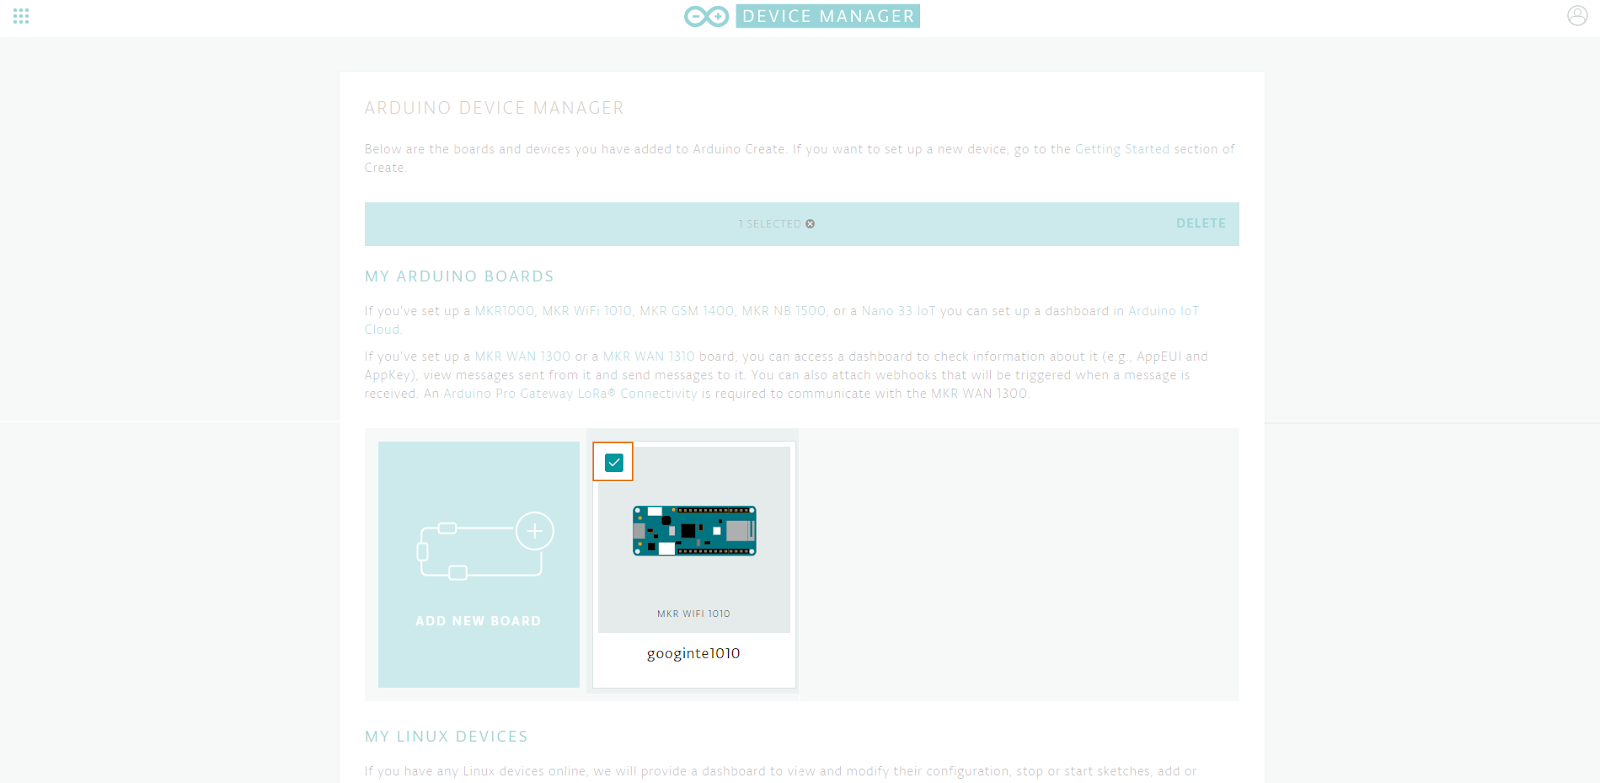 DEVICE MANAGER
ARDUINO DEVICE MANAGER
Below are the boards and devices you have added to Arduino Create. If you want to set up a new device, go to the Getting Started section of
Create.
1 SELECTED
DELETE
MY ARDUINO BOARDS
If you've set up a MKR1000, MKR WiFi 1010, MKR GSM 1400, MKR NB 1500, or a Nano 33 IoT you can set up a dashboard in Arduino IoT
Cloud.
If you've set up a MKR WAN 1300 or a MKR WAN 1310 board, you can access a dashboard to check information about it (e.g., AppEUI and
AppKey), view messages sent from it and send messages to it. You can also attach webhooks that will be triggered when a message is
received. An Arduino Pro Gateway LoRa® Connectivity is required to communicate with the MKR WAN 1300.
ADD NEW BOARD
MKR WIFI 1010
googinte1010
MY LINUX DEVICES
If you have any Linux devices online, we will provide a dashboard to view and modify their configuration, stop or start sketches, add or